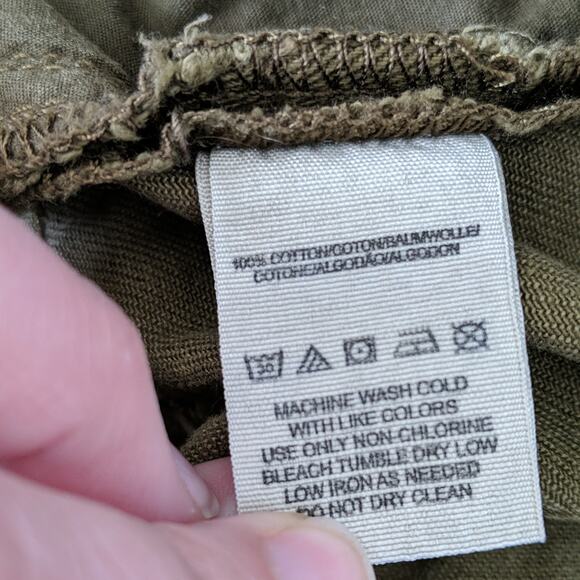 100% COTTON/COTON/BAUMWOLLE/
COTONE/ALGODÃO/ALGODON
30
MACHINE WASH COLD
WITH LIKE COLORS
USE ONLY NON-CHLORINE
BLEACH TUMBLE DRY LOW
LOW IRON AS NEEDED
DO NOT DRY CLEAN